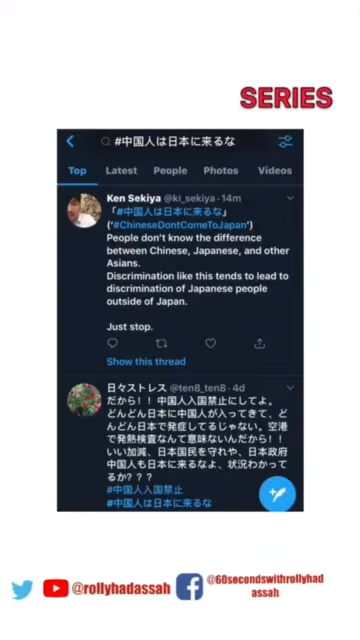 SERIES
#中国人は日本に来るな
Top Latest People Photos Videos
Ken Sekiya @ki_sekiya · 14m
「#中国人は日本に来るな」
('#ChineseDontComeToJapan')
People don't know the difference
between Chinese, Japanese, and other
Asians.
Discrimination like this tends to lead to
discrimination of Japanese people
outside of Japan.
Just stop.
Show this thread
日々ストレス @ten8_ten8 · 4d
だから！！ 中国人入国禁止にしてよ。
どんどん日本に中国人が入ってきて、ど
んどん日本で発症してるじゃない。空港
で発熱検査なんて意味ないんだから！！
いい加減、日本国民を守れや、日本政府
中国人も日本に来るなよ、状況わかって
るか？？？
#中国人入国禁止
#中国人は日本に来るな
@rollyhadassah
@60secondswithrollyhad
assah